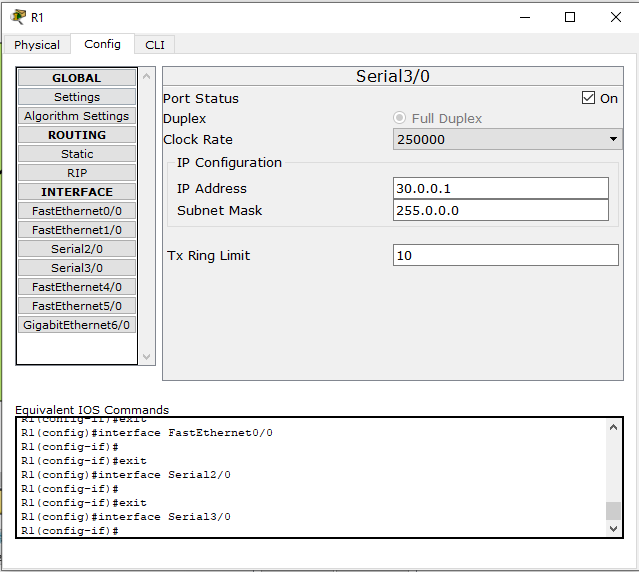 R1
Physical
Config
CLI
GLOBAL
Settings
Algorithm Settings
ROUTING
Static
RIP
INTERFACE
FastEthernet0/0
FastEthernet1/0
Serial2/0
Serial3/0
FastEthernet4/0
FastEthernet5/0
GigabitEthernet6/0
Serial3/0
Port Status
On
Duplex
Full Duplex
Clock Rate
250000
IP Configuration
IP Address
30.0.0.1
Subnet Mask
255.0.0.0
Tx Ring Limit
10
Equivalent IOS Commands
R1(config-if)#exit
R1(config)#interface FastEthernet0/0
R1(config-if)#
R1(config-if)#exit
R1(config)#interface Serial2/0
R1(config-if)#
R1(config-if)#exit
R1(config)#interface Serial3/0
R1(config-if)#